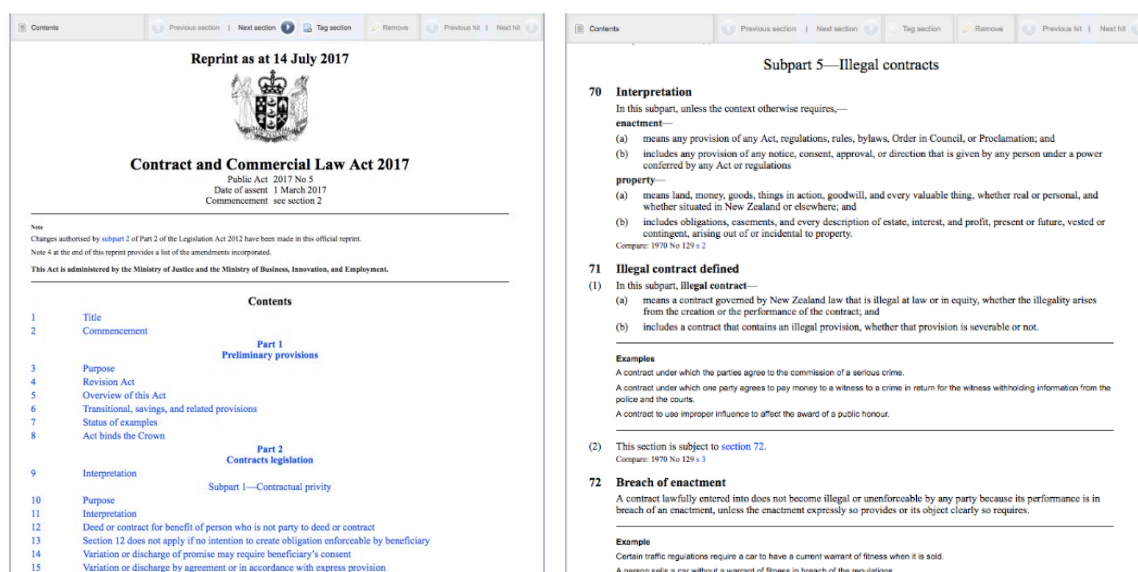 Contents
Previous section | Next section Tag section Remove Previous hit | Next hit
Reprint as at 14 July 2017
Contract and Commercial Law Act 2017
Public Act 2017 No 5
Date of assent 1 March 2017
Commencement see section 2
Note
Changes authorised by subpart 2 of Part 2 of the Legislation Act 2012 have been made in this official reprint.
Note 4 at the end of this reprint provides a list of the amendments incorporated.
This Act is administered by the Ministry of Justice and the Ministry of Business, Innovation, and Employment.
Contents
1 Title
2 Commencement
Part 1
Preliminary provisions
3 Purpose
4 Revision Act
5 Overview of this Act
6 Transitional, savings, and related provisions
7 Status of examples
8 Act binds the Crown
Part 2
Contracts legislation
9 Interpretation
Subpart 1—Contractual privity
10 Purpose
11 Interpretation
12 Deed or contract for benefit of person who is not party to deed or contract
13 Section 12 does not apply if no intention to create obligation enforceable by beneficiary
14 Variation or discharge of promise may require beneficiary's consent
15 Variation or discharge by agreement or in accordance with express provision
Contents
Previous section | Next section Tag section Remove Previous hit | Next hit
Subpart 5—Illegal contracts
70 Interpretation
In this subpart, unless the context otherwise requires,—
enactment—
(a) means any provision of any Act, regulations, rules, bylaws, Order in Council, or Proclamation; and
(b) includes any provision of any notice, consent, approval, or direction that is given by any person under a power
conferred by any Act or regulations
property—
(a) means land, money, goods, things in action, goodwill, and every valuable thing, whether real or personal, and
whether situated in New Zealand or elsewhere; and
(b) includes obligations, easements, and every description of estate, interest, and profit, present or future, vested or
contingent, arising out of or incidental to property.
Compare: 1970 No 129 s 2
71 Illegal contract defined
(1) In this subpart, illegal contract—
(a) means a contract governed by New Zealand law that is illegal at law or in equity, whether the illegality arises
from the creation or the performance of the contract; and
(b) includes a contract that contains an illegal provision, whether that provision is severable or not.
Examples
A contract under which the parties agree to the commission of a serious crime.
A contract under which one party agrees to pay money to a witness to a crime in return for the witness withholding information from the
police and the courts.
A contract to use improper influence to affect the award of a public honour.
(2) This section is subject to section 72.
Compare: 1970 No 129 s 3
72 Breach of enactment
A contract lawfully entered into does not become illegal or unenforceable by any party because its performance is in
breach of an enactment, unless the enactment expressly so provides or its object clearly so requires.
Example
Certain traffic regulations require a car to have a current warrant of fitness when it is sold.
A person sells a car without a warrant of fitness in breach of the regulations.